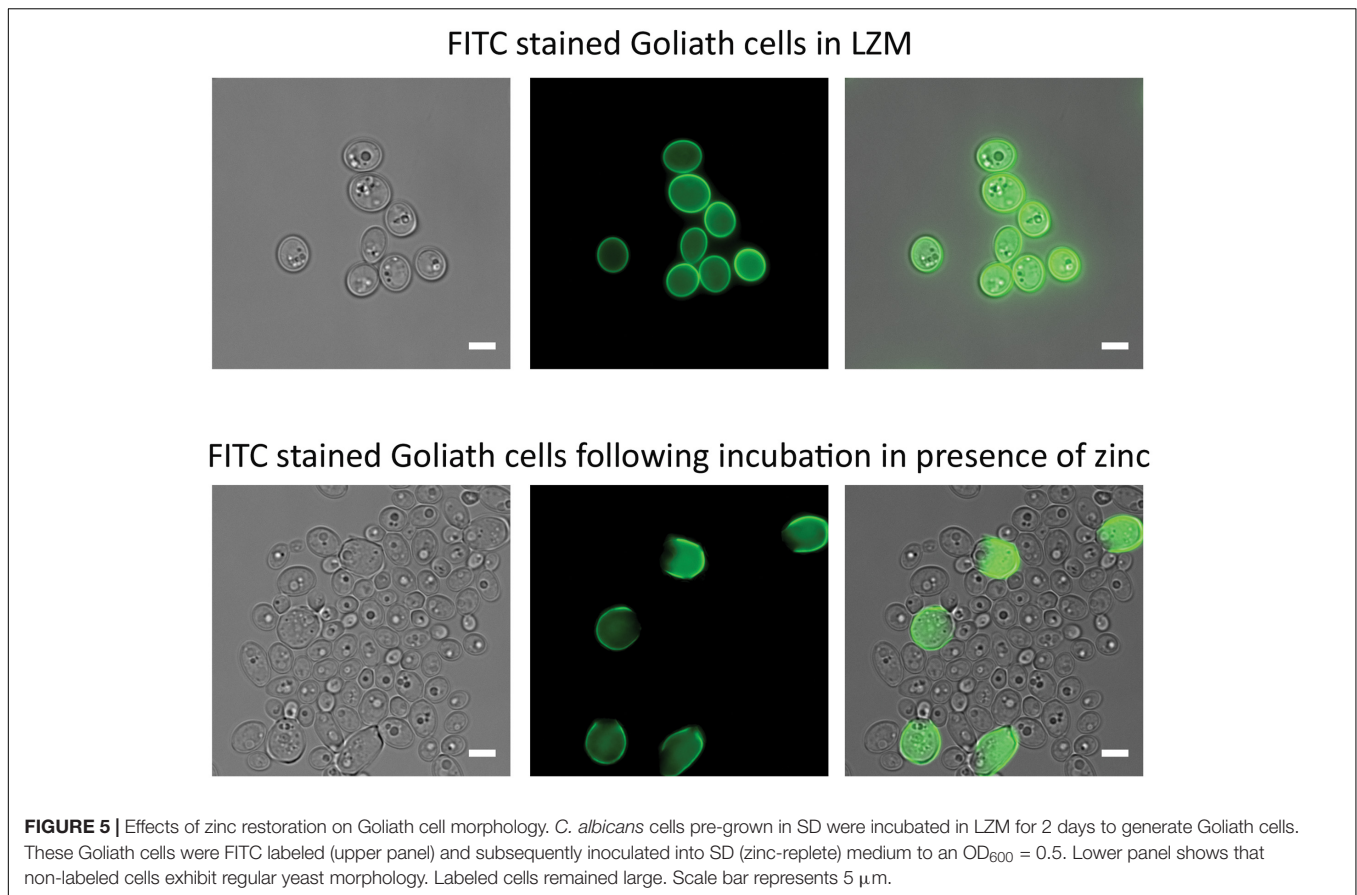 FITC stained Goliath cells in LZM
FITC stained Goliath cells following incubation in presence of zinc
FIGURE 5 | Effects of zinc restoration on Goliath cell morphology. C. albicans cells pre-grown in SD were incubated in LZM for 2 days to generate Goliath cells.
These Goliath cells were FITC labeled (upper panel) and subsequently inoculated into SD (zinc-replete) medium to an OD₆₀₀ = 0.5. Lower panel shows that
non-labeled cells exhibit regular yeast morphology. Labeled cells remained large. Scale bar represents 5 μm.